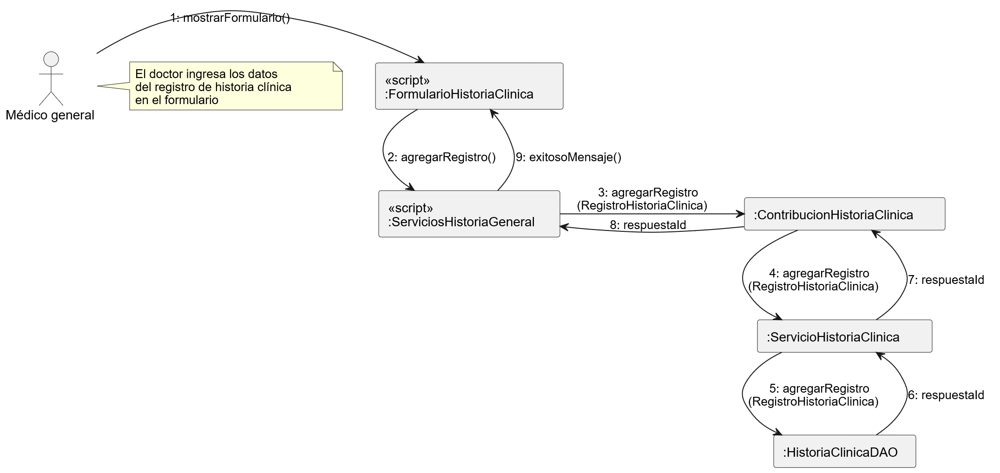 1: mostrarFormulario()
El doctor ingresa los datos
del registro de historia clínica
en el formulario
Médico general
«script»
:FormularioHistoriaClinica
2: agregarRegistro()
9: exitosoMensaje()
«script»
:ServiciosHistoriaGeneral
3: agregarRegistro
(RegistroHistoriaClinica)
8: respuestaId
:ContribucionHistoriaClinica
4: agregarRegistro
(RegistroHistoriaClinica)
7: respuestaId
:ServicioHistoriaClinica
5: agregarRegistro
(RegistroHistoriaClinica)
6: respuestaId
:HistoriaClinicaDAO